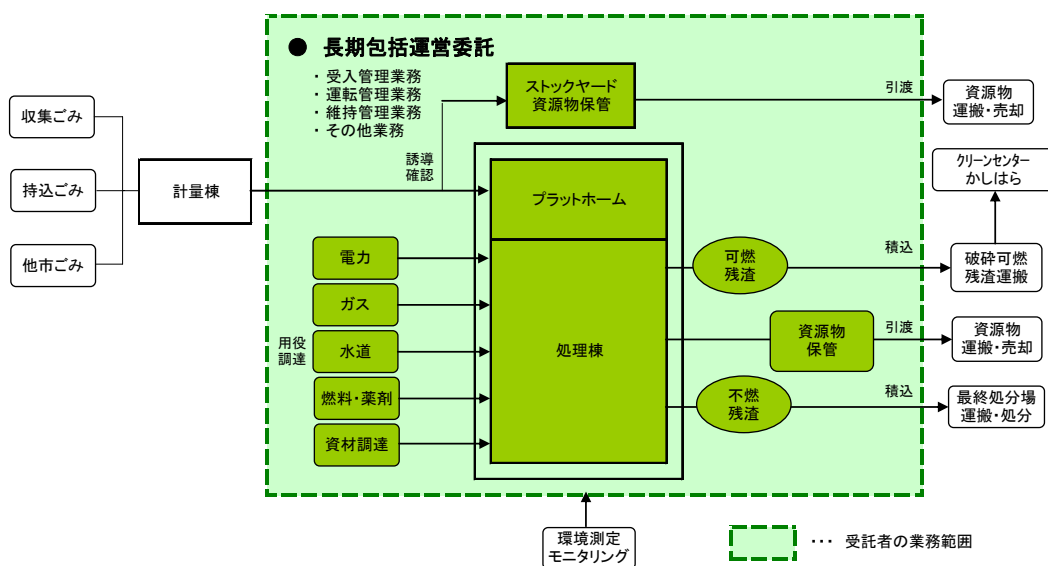 ● 長期包括運営委託
・ 受入管理業務
・ 運転管理業務
・ 維持管理業務
・ その他業務
収集ごみ
持込ごみ
他市ごみ
計量棟
誘導
確認
ストックヤード
資源物保管
引渡
資源物
運搬・売却
プラットホーム
処理棟
用役
調達
電力
ガス
水道
燃料・薬剤
資材調達
可燃
残渣
積込
破砕可燃
残渣運搬
クリーンセンター
かしはら
資源物
保管
引渡
資源物
運搬・売却
不燃
残渣
積込
最終処分場
運搬・処分
環境測定
モニタリング
… 受託者の業務範囲